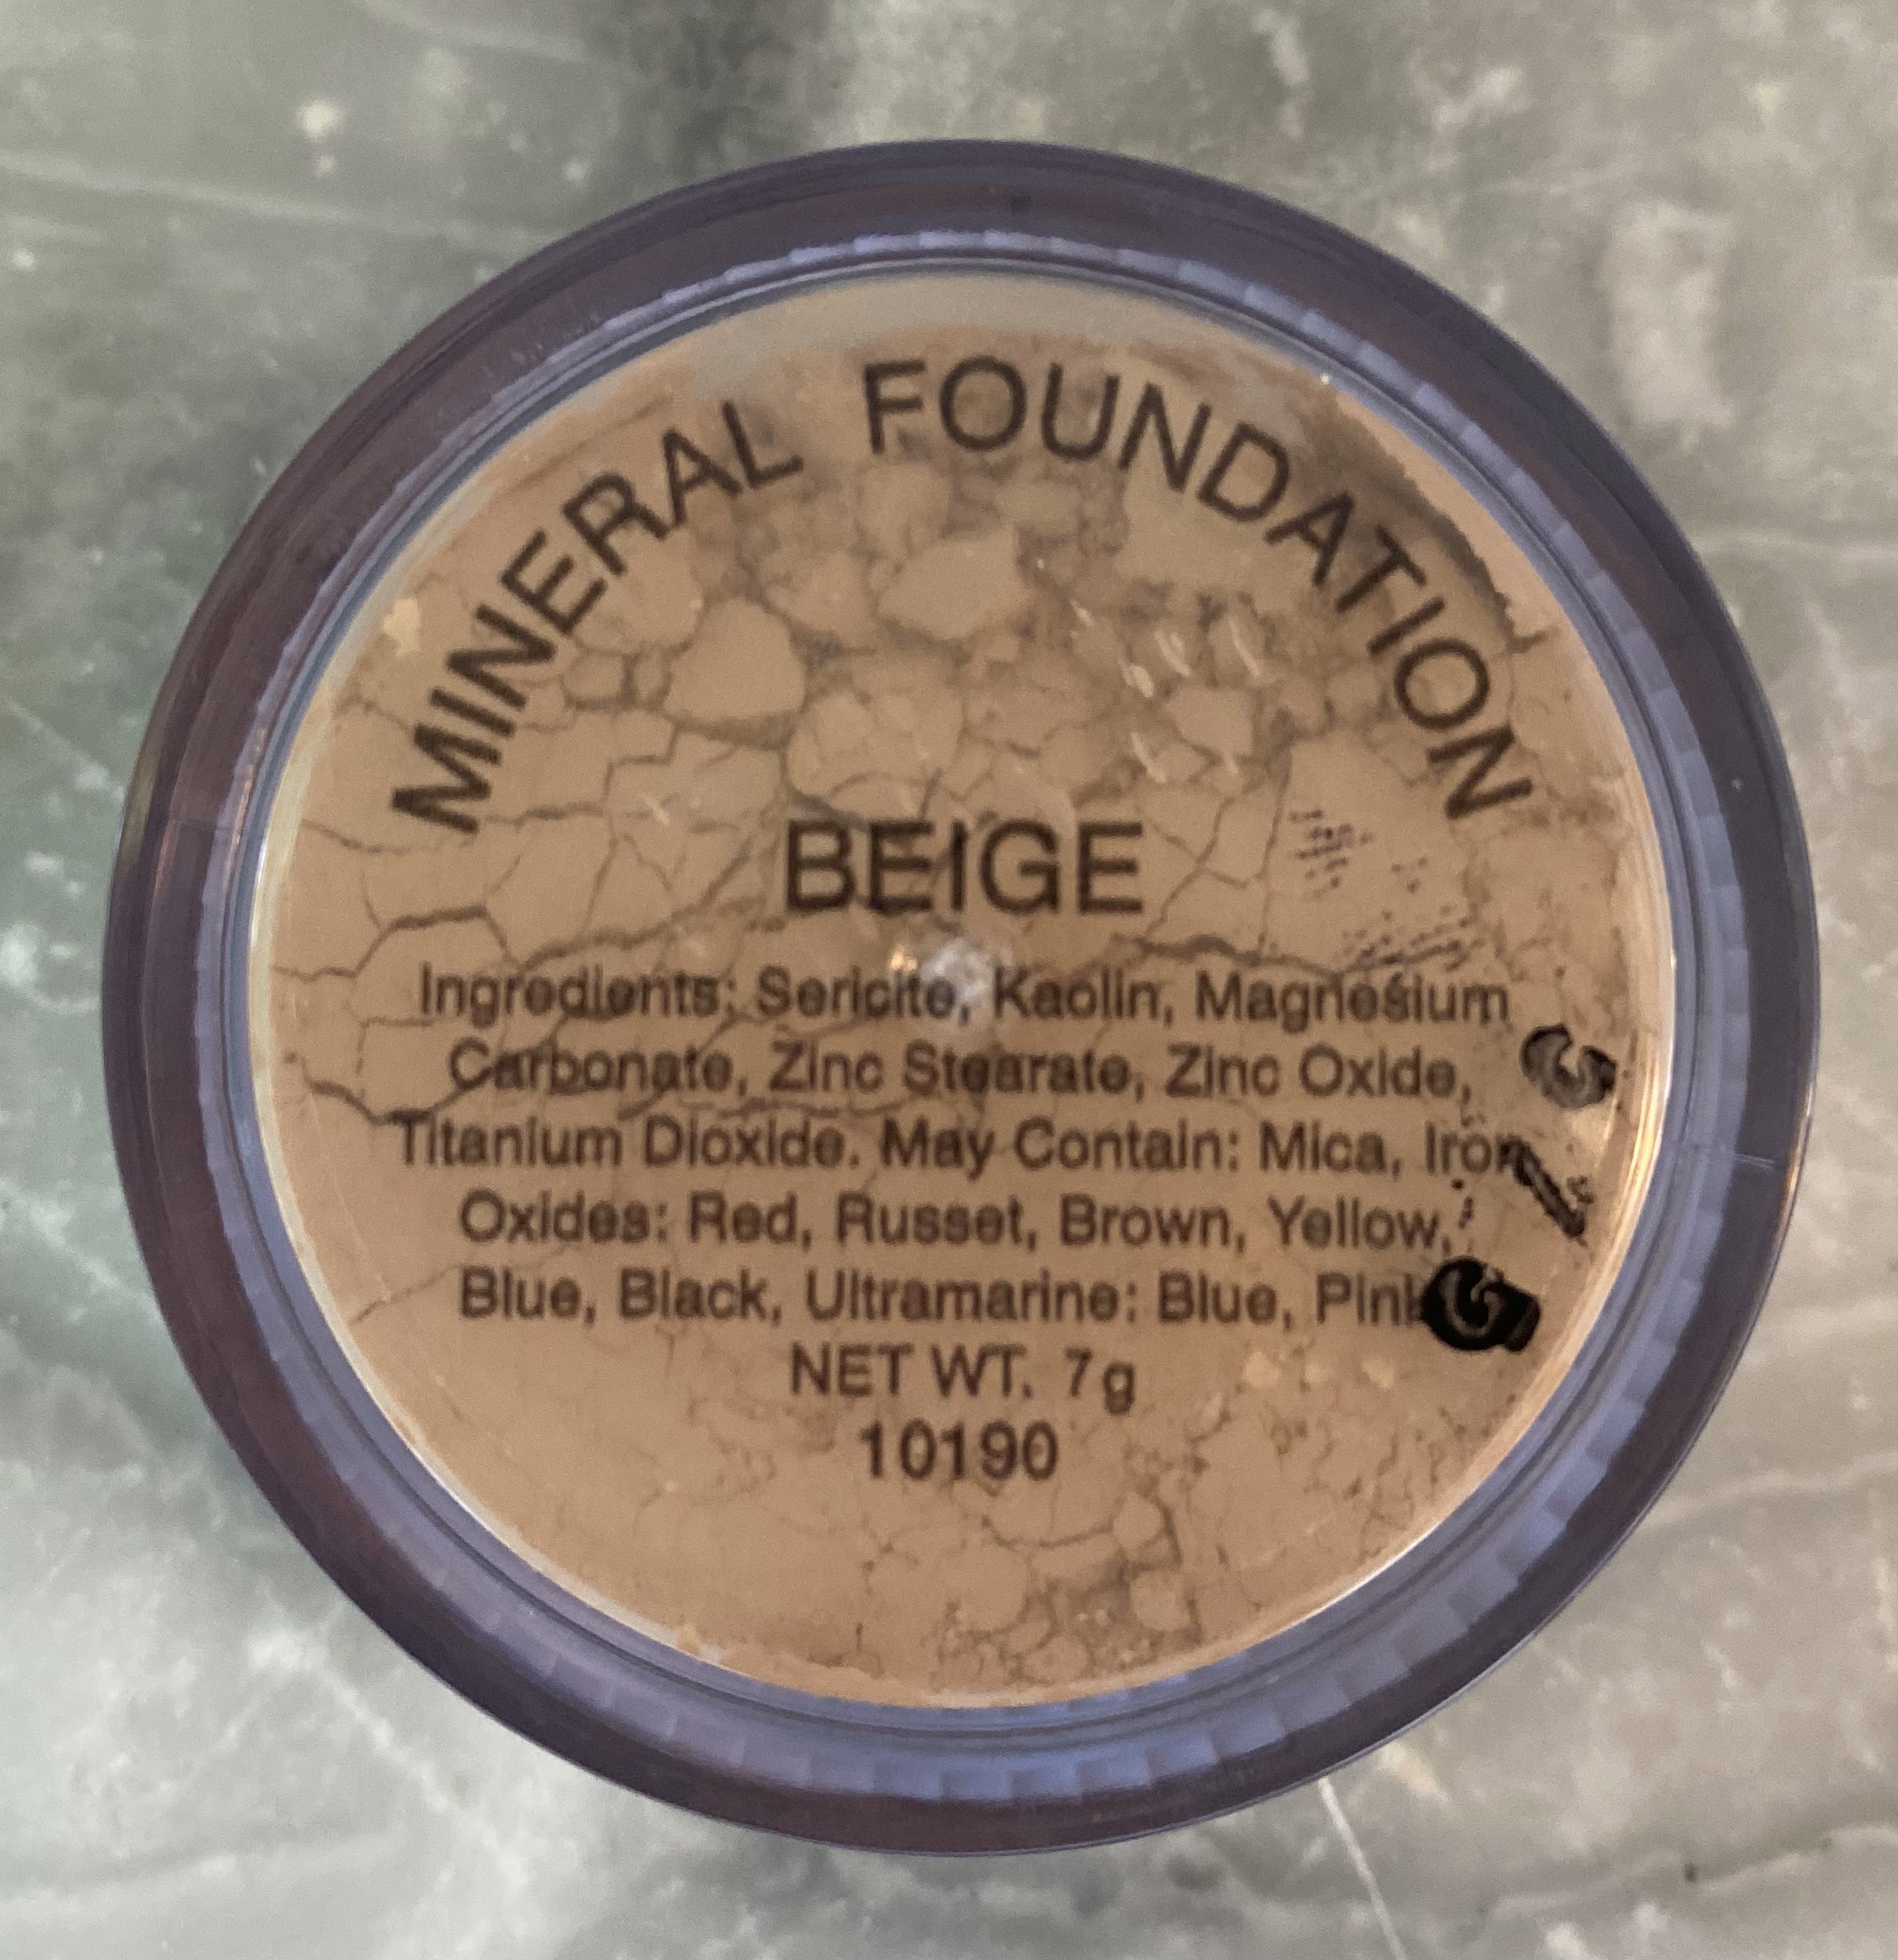 MINERAL FOUNDATION
BEIGE
Ingredients: Sericite, Kaolin, Magnesium
Carbonate, Zinc Stearate, Zinc Oxide,
Titanium Dioxide. May Contain: Mica, Iron
Oxides: Red, Russet, Brown, Yellow,
Blue, Black, Ultramarine: Blue, Pink
NET WT. 7g
10190